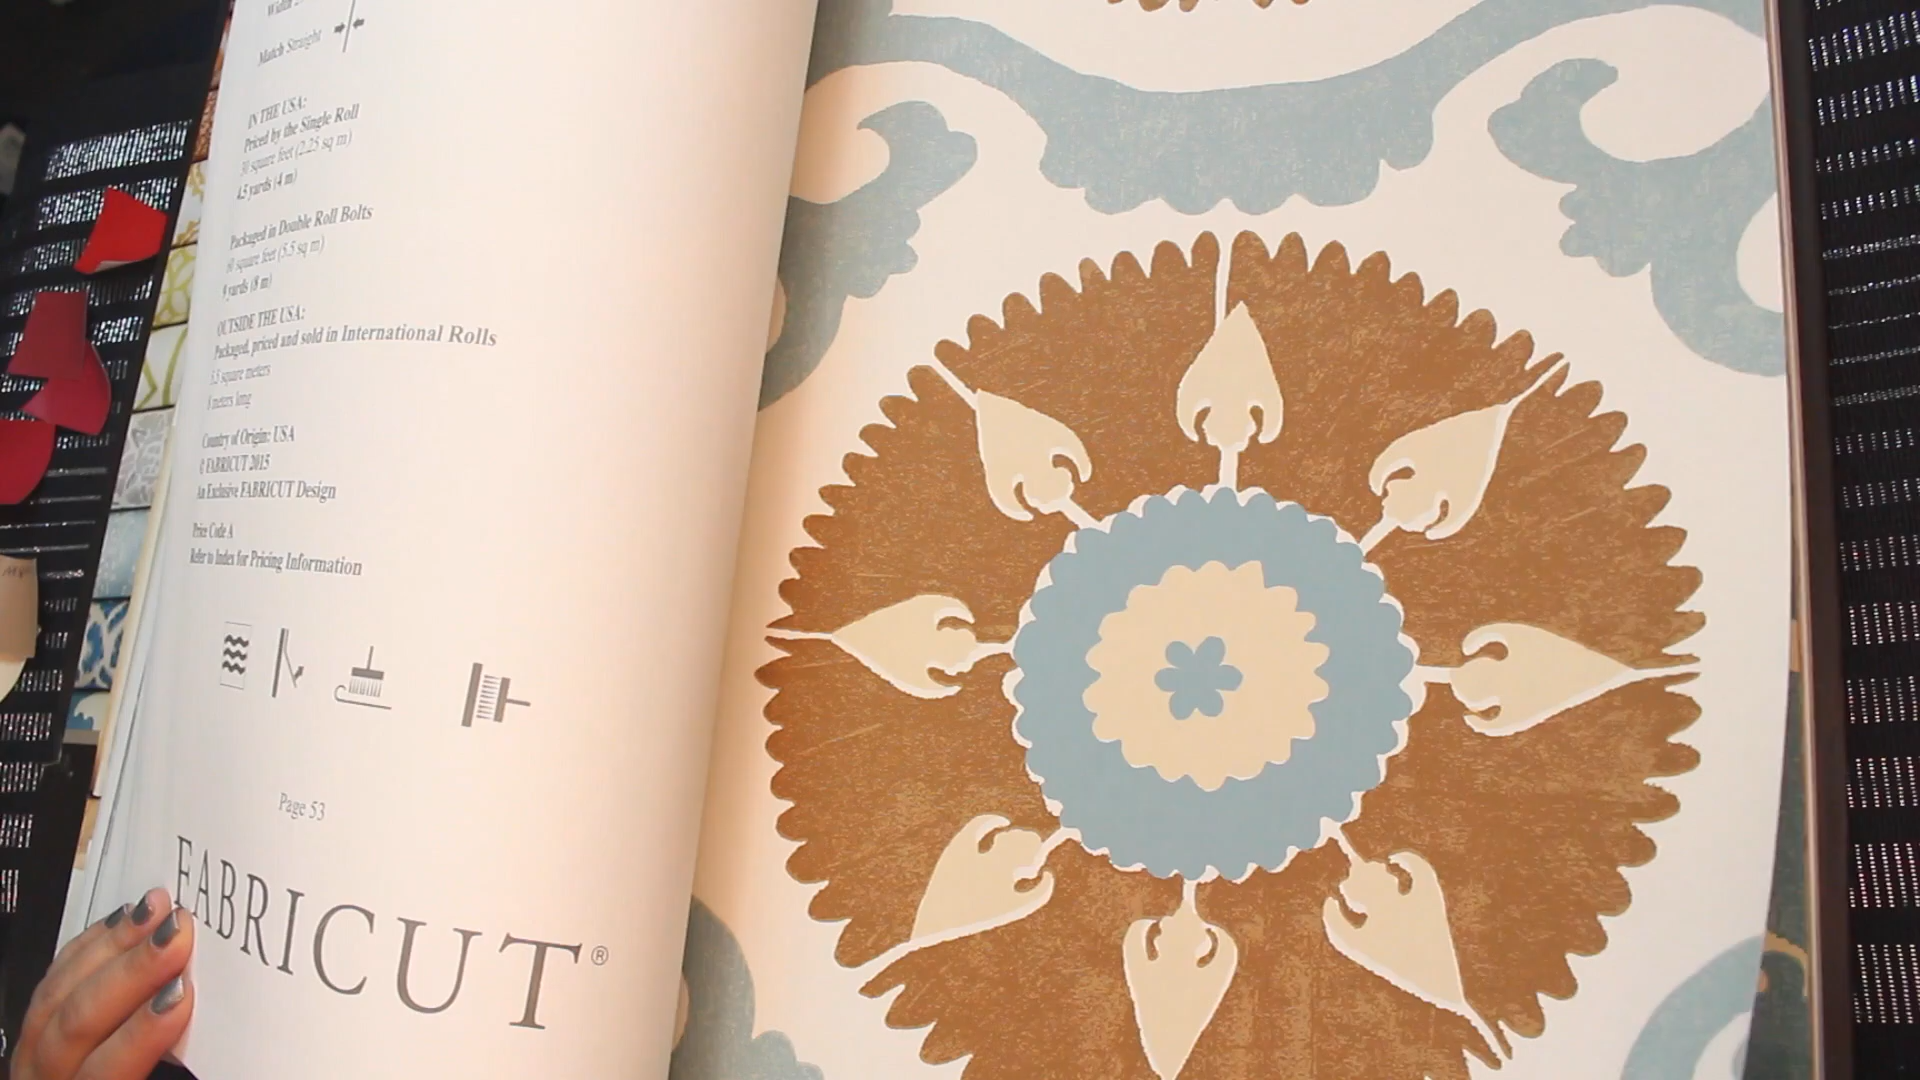 Width
Match Straight
IN THE USA:
Priced by the Single Roll
30 square feet (2.25 sq m)
4.5 yards (4 m)
Packaged in Double Roll Bolts
60 square feet (5.5 sq m)
9 yards (8 m)
OUTSIDE THE USA:
Packaged, priced and sold in International Rolls
5.5 square meters
8 meters long
Country of Origin: USA
© FABRICUT 2015
An Exclusive FABRICUT Design
Price Code A
Refer to Index for Pricing Information
Page 53
FABRICUT®